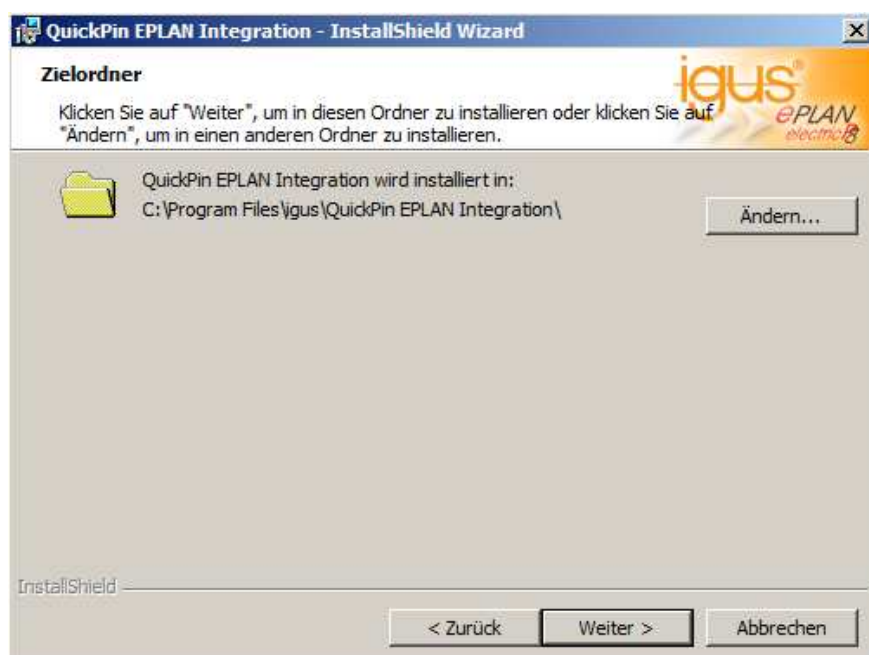 QuickPin EPLAN Integration - InstallShield Wizard
Zielordner
Klicken Sie auf "Weiter", um in diesen Ordner zu installieren oder klicken Sie auf
"Ändern", um in einen anderen Ordner zu installieren.
igus®
ePLAN
electric P8
QuickPin EPLAN Integration wird installiert in:
C:\Program Files\igus\QuickPin EPLAN Integration\
Ändern...
InstallShield
< Zurück
Weiter >
Abbrechen